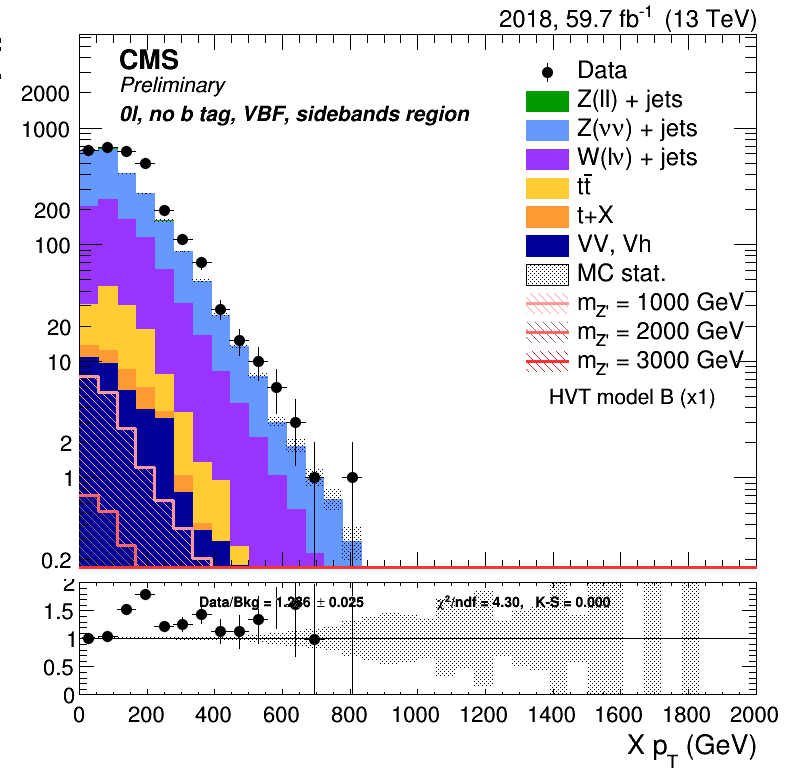 2018, 59.7 fb⁻¹ (13 TeV)
CMS
Preliminary
0l, no b tag, VBF, sidebands region
Data
Z(ll) + jets
Z(νν) + jets
W(lν) + jets
tt̄
t+X
VV, Vh
MC stat.
m_Z' = 1000 GeV
m_Z' = 2000 GeV
m_Z' = 3000 GeV
HVT model B (x1)
2000
1000
200
100
20
10
2
1
0.2
2
1.5
1
0.5
0
Data/Bkg = 1.236 ± 0.025
χ²/ndf = 4.30, K-S = 0.000
0 200 400 600 800 1000 1200 1400 1600 1800 2000
X p_T (GeV)